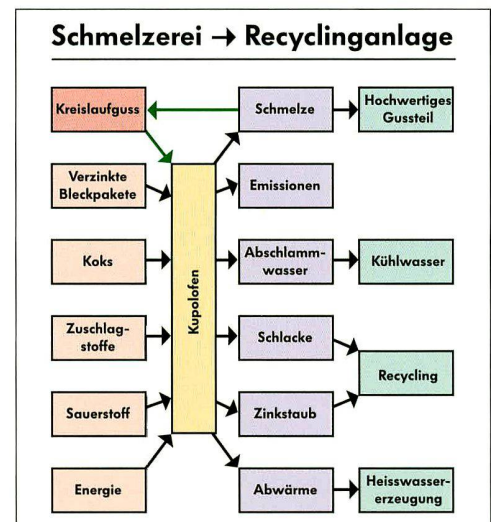 Schmelzerei → Recyclinganlage
Kreislaufguss
Schmelze
Hochwertiges
Gussteil
Verzinkte
Bleckpakete
Emissionen
Koks
Kupolofen
Abschlamm-
wasser
Kühlwasser
Zuschlag-
stoffe
Schlacke
Recycling
Sauerstoff
Zinkstaub
Energie
Abwärme
Heisswasser-
erzeugung